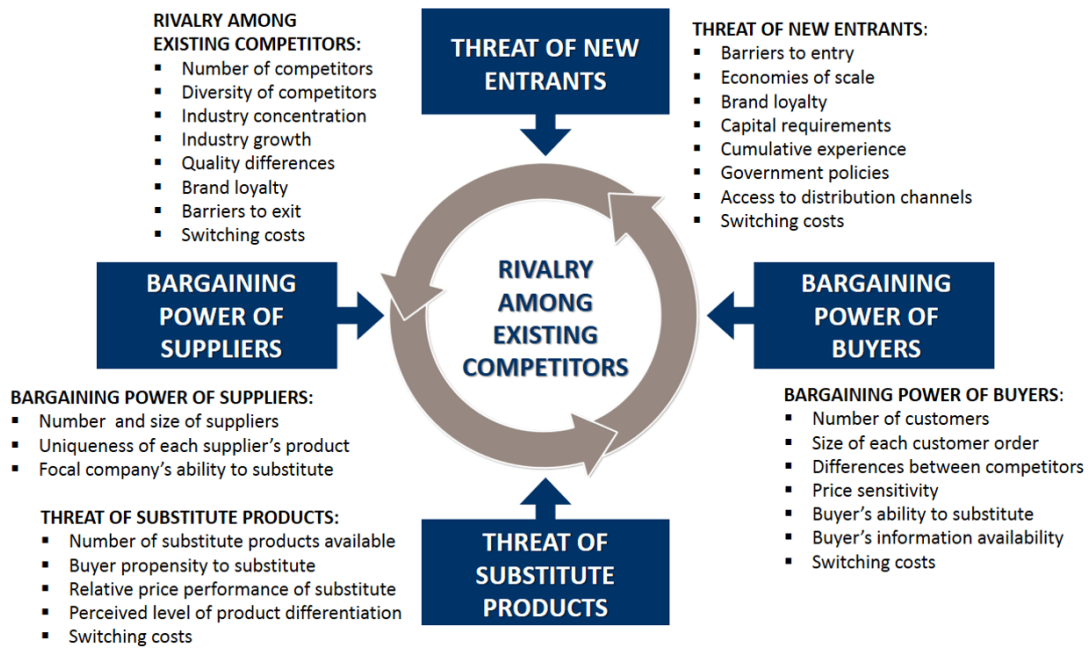 RIVALRY AMONG
EXISTING COMPETITORS:
▪ Number of competitors
▪ Diversity of competitors
▪ Industry concentration
▪ Industry growth
▪ Quality differences
▪ Brand loyalty
▪ Barriers to exit
▪ Switching costs
THREAT OF NEW
ENTRANTS
THREAT OF NEW ENTRANTS:
▪ Barriers to entry
▪ Economies of scale
▪ Brand loyalty
▪ Capital requirements
▪ Cumulative experience
▪ Government policies
▪ Access to distribution channels
▪ Switching costs
BARGAINING
POWER OF
SUPPLIERS
RIVALRY
AMONG
EXISTING
COMPETITORS
BARGAINING
POWER OF
BUYERS
BARGAINING POWER OF SUPPLIERS:
▪ Number and size of suppliers
▪ Uniqueness of each supplier’s product
▪ Focal company’s ability to substitute
BARGAINING POWER OF BUYERS:
▪ Number of customers
▪ Size of each customer order
▪ Differences between competitors
▪ Price sensitivity
▪ Buyer’s ability to substitute
▪ Buyer’s information availability
▪ Switching costs
THREAT OF SUBSTITUTE PRODUCTS:
▪ Number of substitute products available
▪ Buyer propensity to substitute
▪ Relative price performance of substitute
▪ Perceived level of product differentiation
▪ Switching costs
THREAT OF
SUBSTITUTE
PRODUCTS